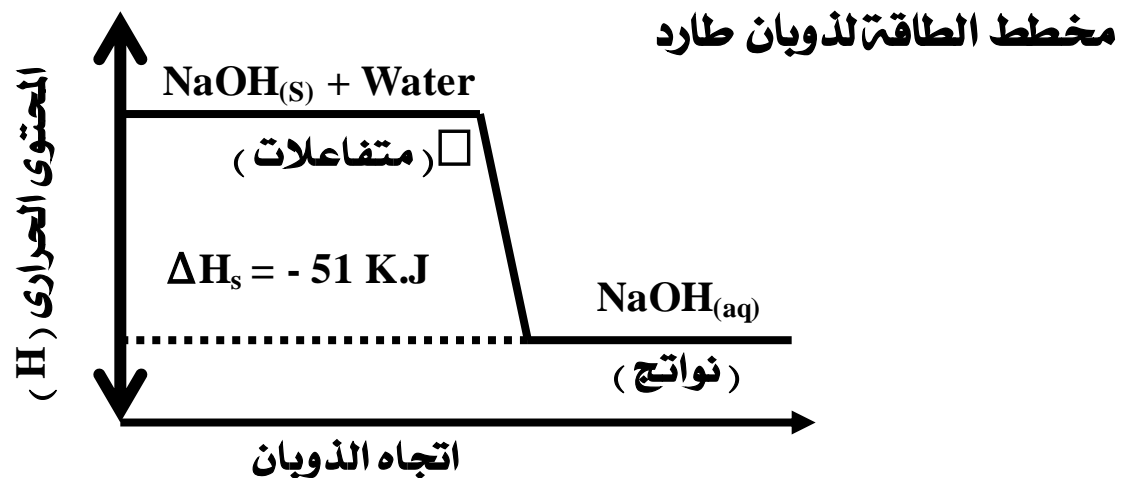 مخطط الطاقة لذوبان طارد
المحتوى الحرارى (H)
NaOH(S) + Water
(متفاعلات)
ΔHs = - 51 K.J
NaOH(aq)
(نواتج)
اتجاه الذوبان